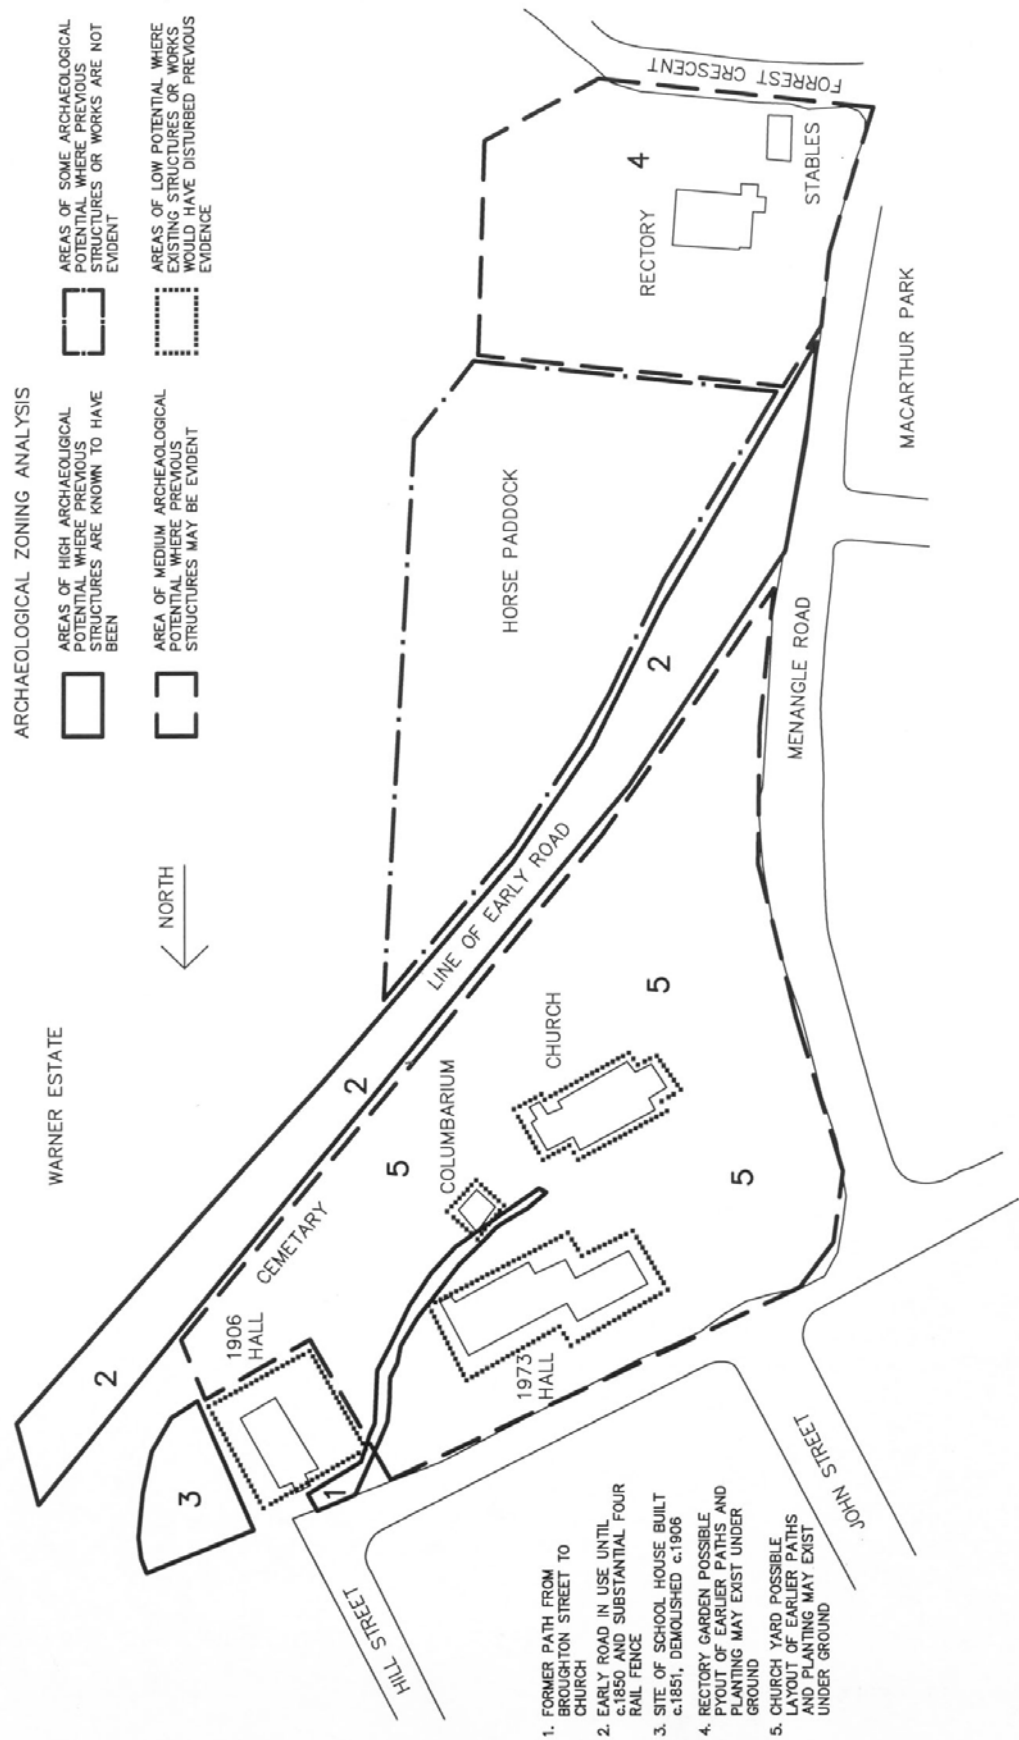 ARCHAEOLOGICAL ZONING ANALYSIS
AREAS OF HIGH ARCHAEOLIGICAL
POTENTIAL WHERE PREVIOUS
STRUCTURES ARE KNOWN TO HAVE
BEEN
AREAS OF SOME ARCHAEOLOGICAL
POTENTIAL WHERE PREVIOUS
STRUCTURES OR WORKS ARE NOT
EVIDENT
AREA OF MEDIUM ARCHEAOLOGICAL
POTENTIAL WHERE PREVIOUS
STRUCTURES MAY BE EVIDENT
AREAS OF LOW POTENTIAL WHERE
EXISTING STRUCTURES OR WORKS
WOULD HAVE DISTURBED PREVIOUS
EVIDENCE
WARNER ESTATE
NORTH
2
3
1906
HALL
CEMETARY
2
5
COLUMBARIUM
LINE OF EARLY ROAD
HORSE PADDOCK
2
RECTORY
4
STABLES
FORREST CRESCENT
1
1973
HALL
CHURCH
5
5
HILL STREET
JOHN STREET
MENANGLE ROAD
MACARTHUR PARK
1. FORMER PATH FROM
BROUGHTON STREET TO
CHURCH
2. EARLY ROAD IN USE UNTIL
c.1850 AND SUBSTANTIAL FOUR
RAIL FENCE
3. SITE OF SCHOOL HOUSE BUILT
c.1851, DEMOLISHED c.1906
4. RECTORY GARDEN POSSIBLE
PYOUT OF EARLIER PATHS AND
PLANTING MAY EXIST UNDER
GROUND
5. CHURCH YARD POSSIBLE
LAYOUT OF EARLIER PATHS
AND PLANTING MAY EXIST
UNDER GROUND